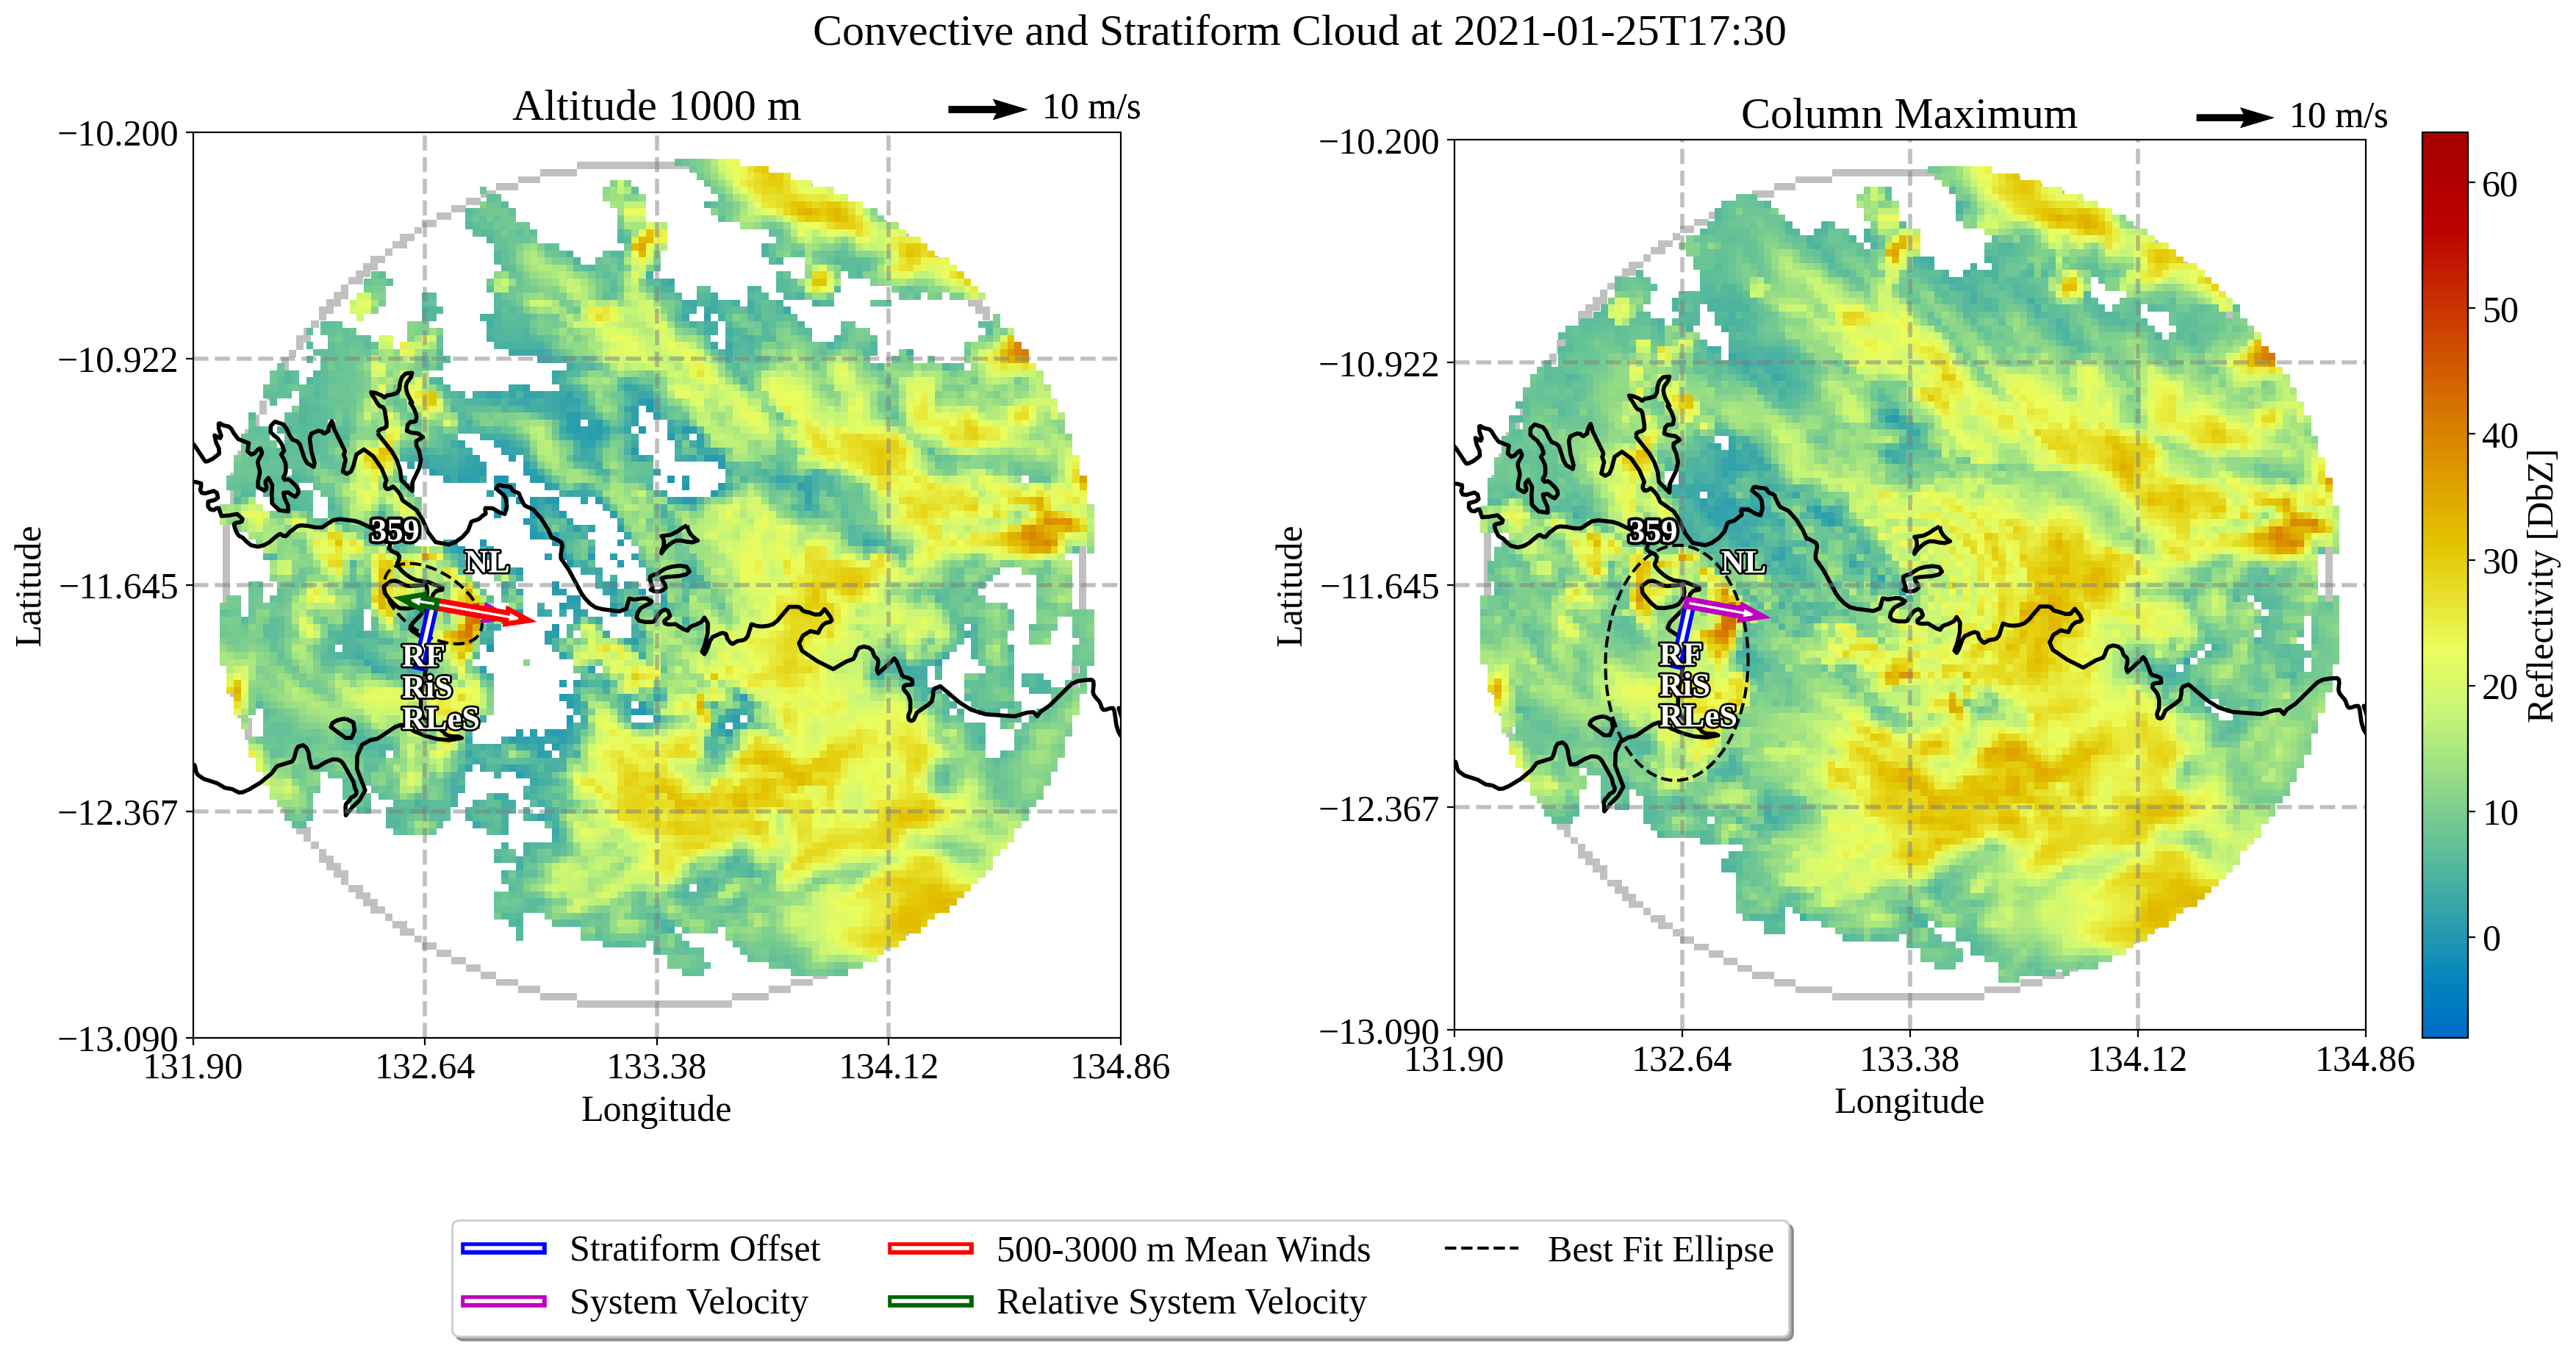 Convective and Stratiform Cloud at 2021-01-25T17:30
Altitude 1000 m
10 m/s
−10.200
−10.922
−11.645
−12.367
−13.090
Latitude
131.90
132.64
133.38
134.12
134.86
Longitude
359
NL
RF
RiS
RLeS
Column Maximum
10 m/s
−10.200
−10.922
−11.645
−12.367
−13.090
Latitude
131.90
132.64
133.38
134.12
134.86
Longitude
359
NL
RF
RiS
RLeS
60
50
40
30
20
10
0
Reflectivity [DbZ]
Stratiform Offset
System Velocity
500-3000 m Mean Winds
Relative System Velocity
Best Fit Ellipse